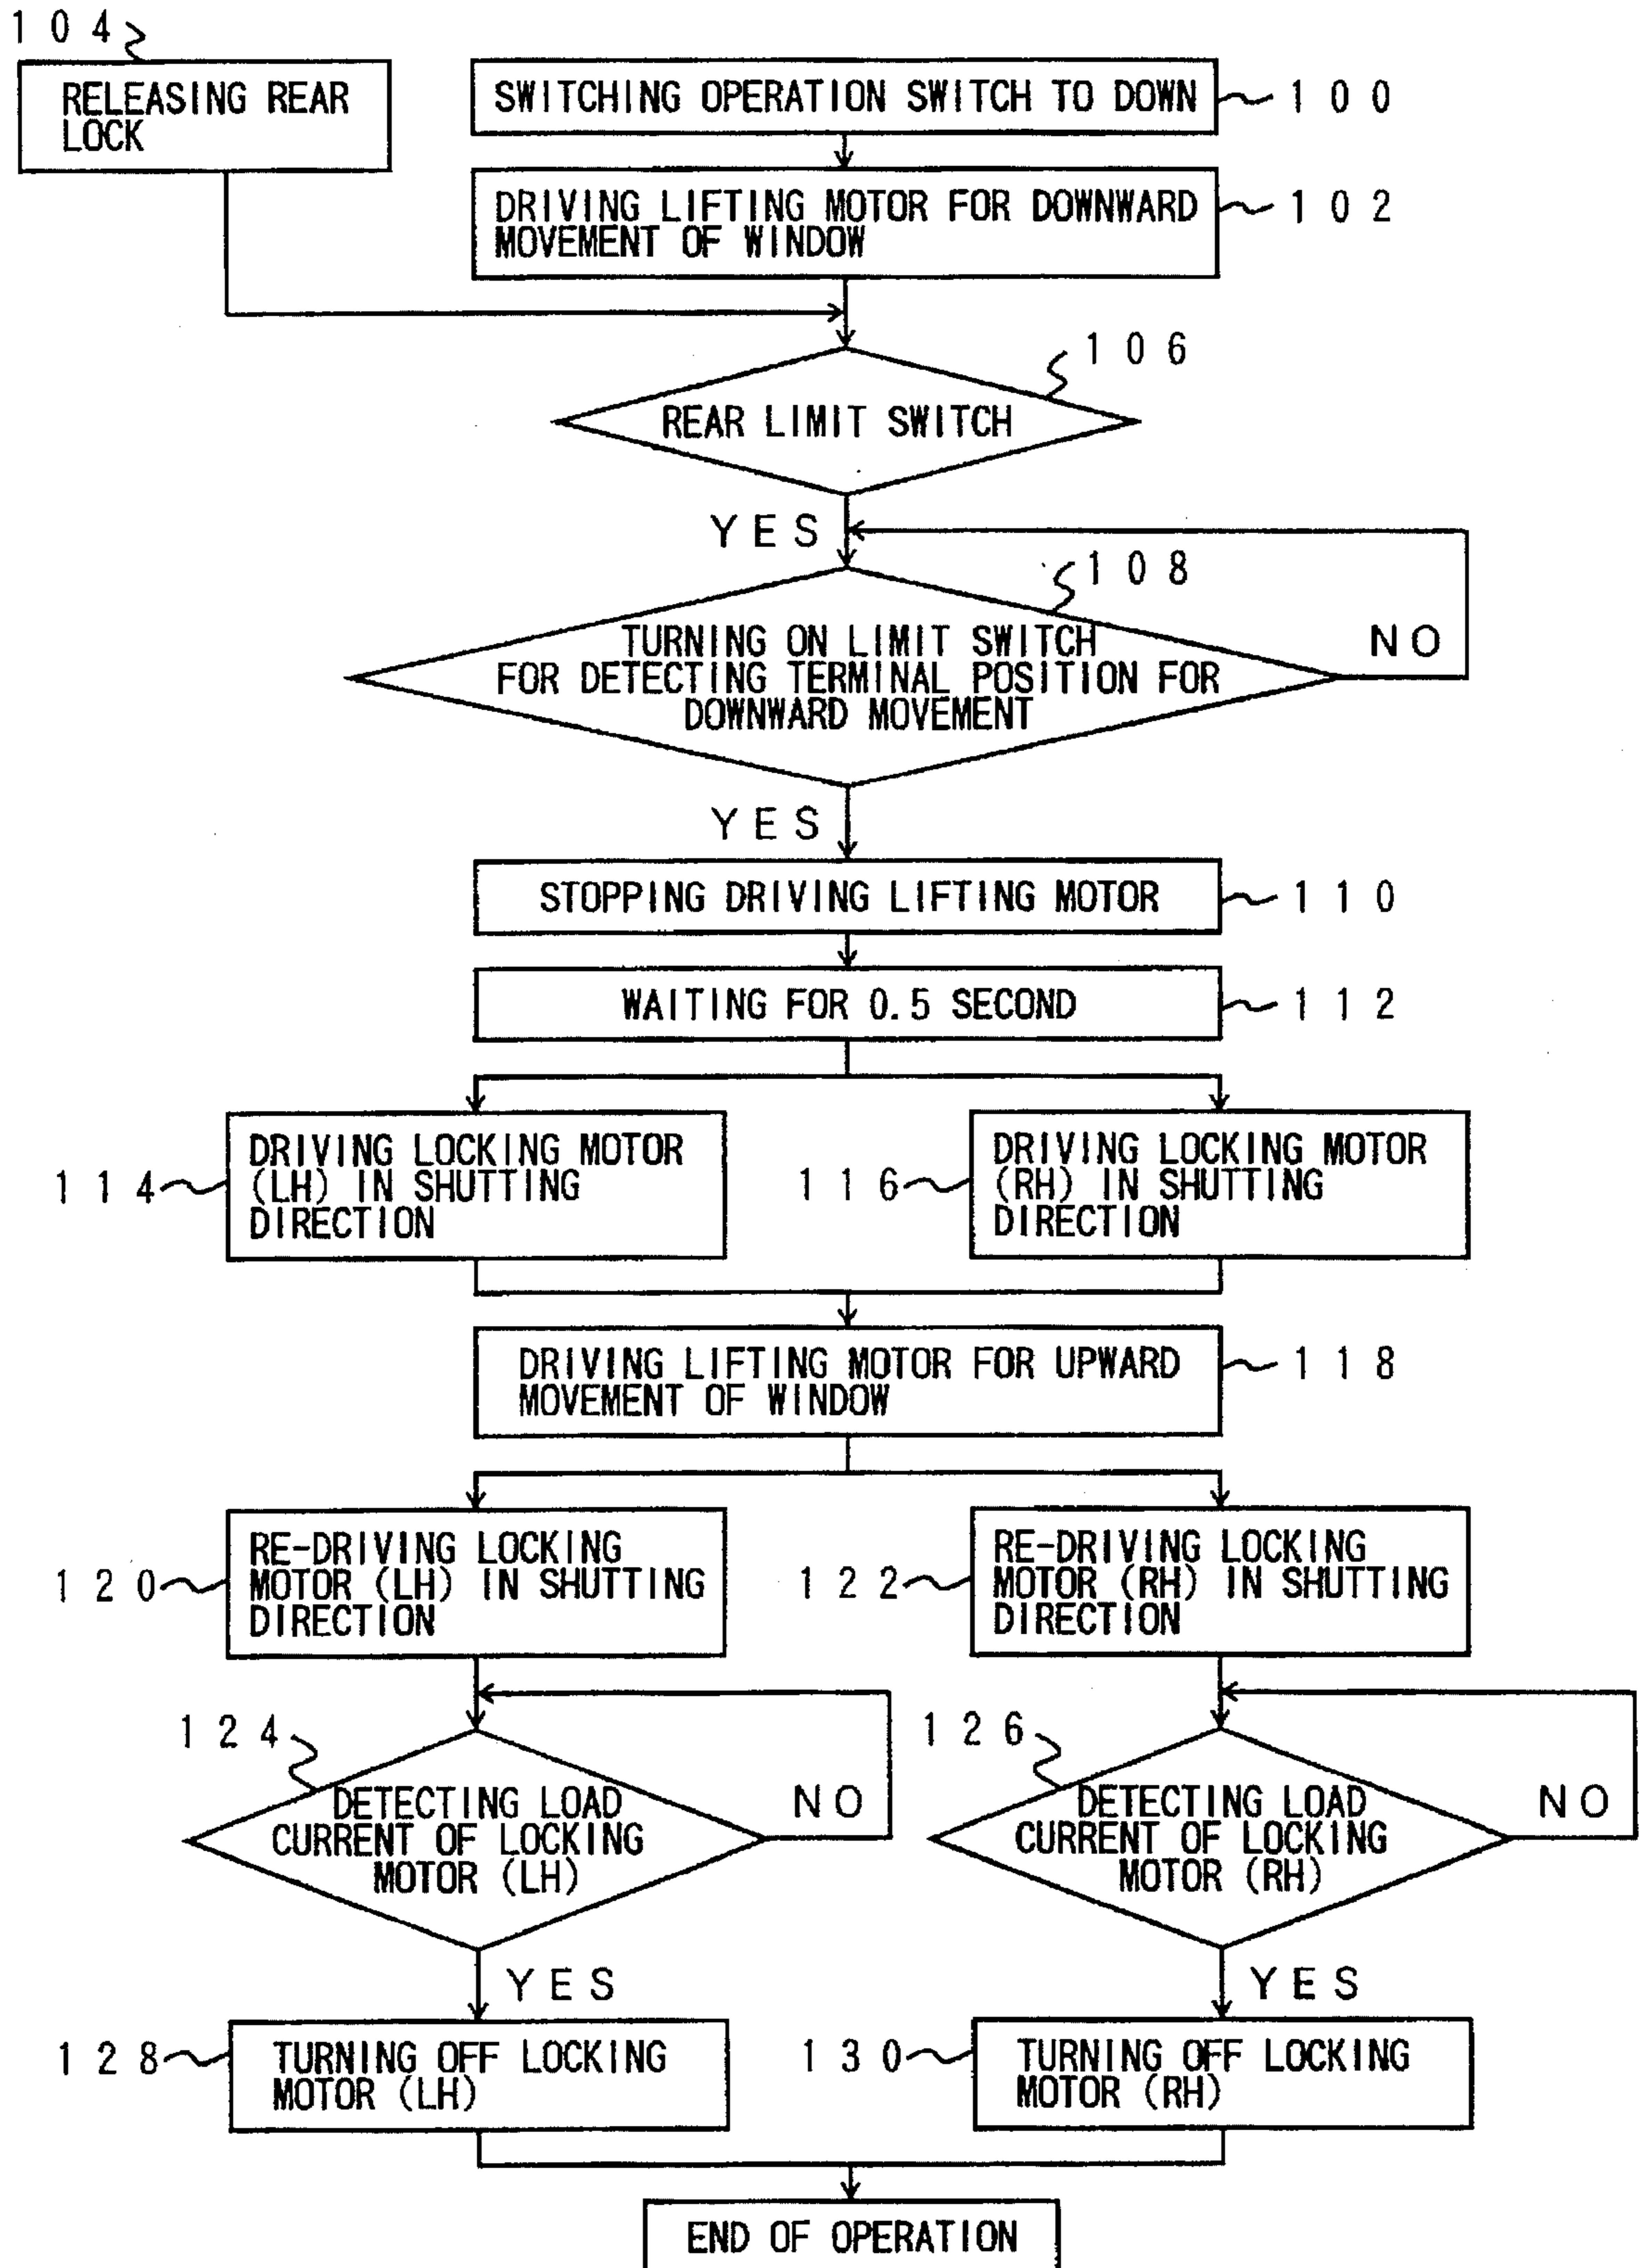 104
RELEASING REAR
LOCK
SWITCHING OPERATION SWITCH TO DOWN
100
DRIVING LIFTING MOTOR FOR DOWNWARD
MOVEMENT OF WINDOW
102
106
REAR LIMIT SWITCH
YES
108
TURNING ON LIMIT SWITCH
FOR DETECTING TERMINAL POSITION FOR
DOWNWARD MOVEMENT
NO
YES
STOPPING DRIVING LIFTING MOTOR
110
WAITING FOR 0.5 SECOND
112
114
DRIVING LOCKING MOTOR
(LH) IN SHUTTING
DIRECTION
116
DRIVING LOCKING MOTOR
(RH) IN SHUTTING
DIRECTION
DRIVING LIFTING MOTOR FOR UPWARD
MOVEMENT OF WINDOW
118
120
RE-DRIVING LOCKING
MOTOR (LH) IN SHUTTING
DIRECTION
122
RE-DRIVING LOCKING
MOTOR (RH) IN SHUTTING
DIRECTION
124
DETECTING LOAD
CURRENT OF LOCKING
MOTOR (LH)
NO
126
DETECTING LOAD
CURRENT OF LOCKING
MOTOR (RH)
NO
YES
YES
128
TURNING OFF LOCKING
MOTOR (LH)
130
TURNING OFF LOCKING
MOTOR (RH)
END OF OPERATION